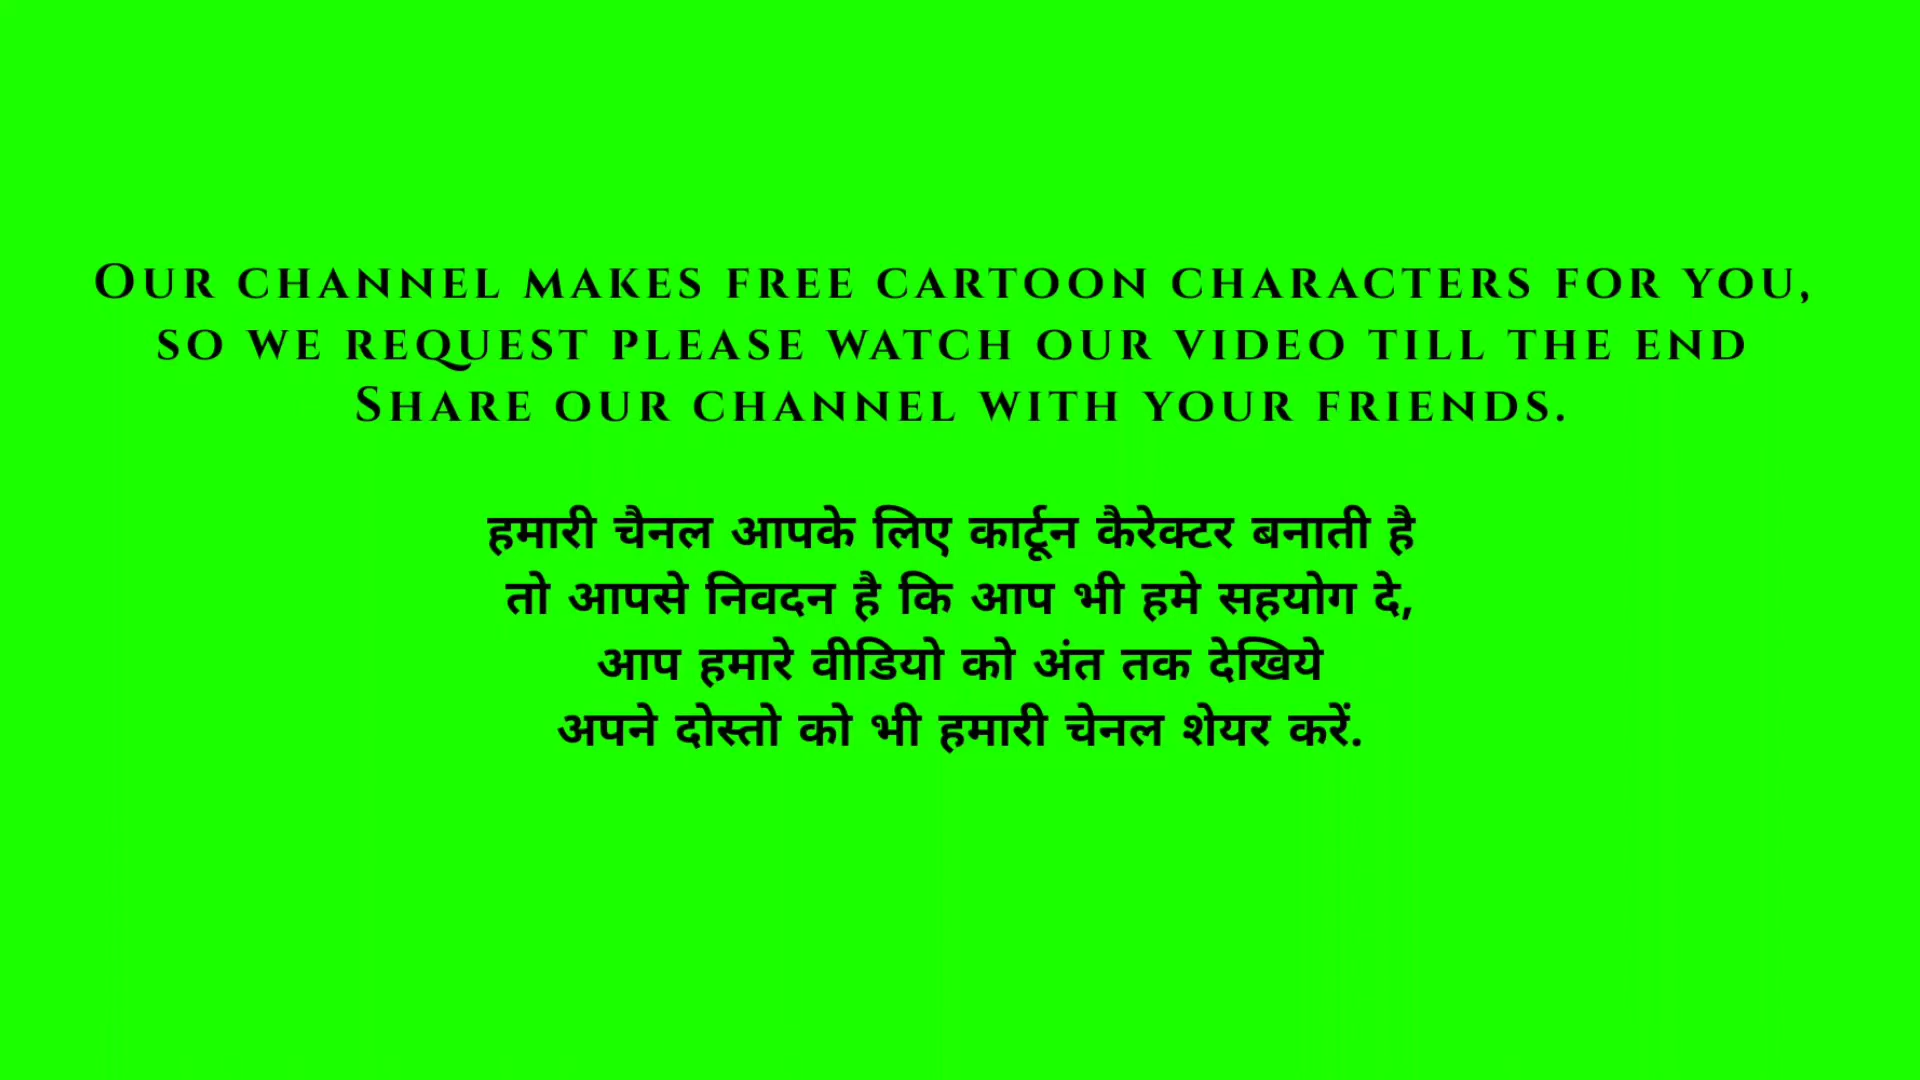 Our channel makes free cartoon characters for you,
so we request please watch our video till the end
Share our channel with your friends.
हमारी चैनल आपके लिए कार्टून कैरेक्टर बनाती है
तो आपसे निवदन है कि आप भी हमे सहयोग दे,
आप हमारे वीडियो को अंत तक देखिये
अपने दोस्तो को भी हमारी चेनल शेयर करें.